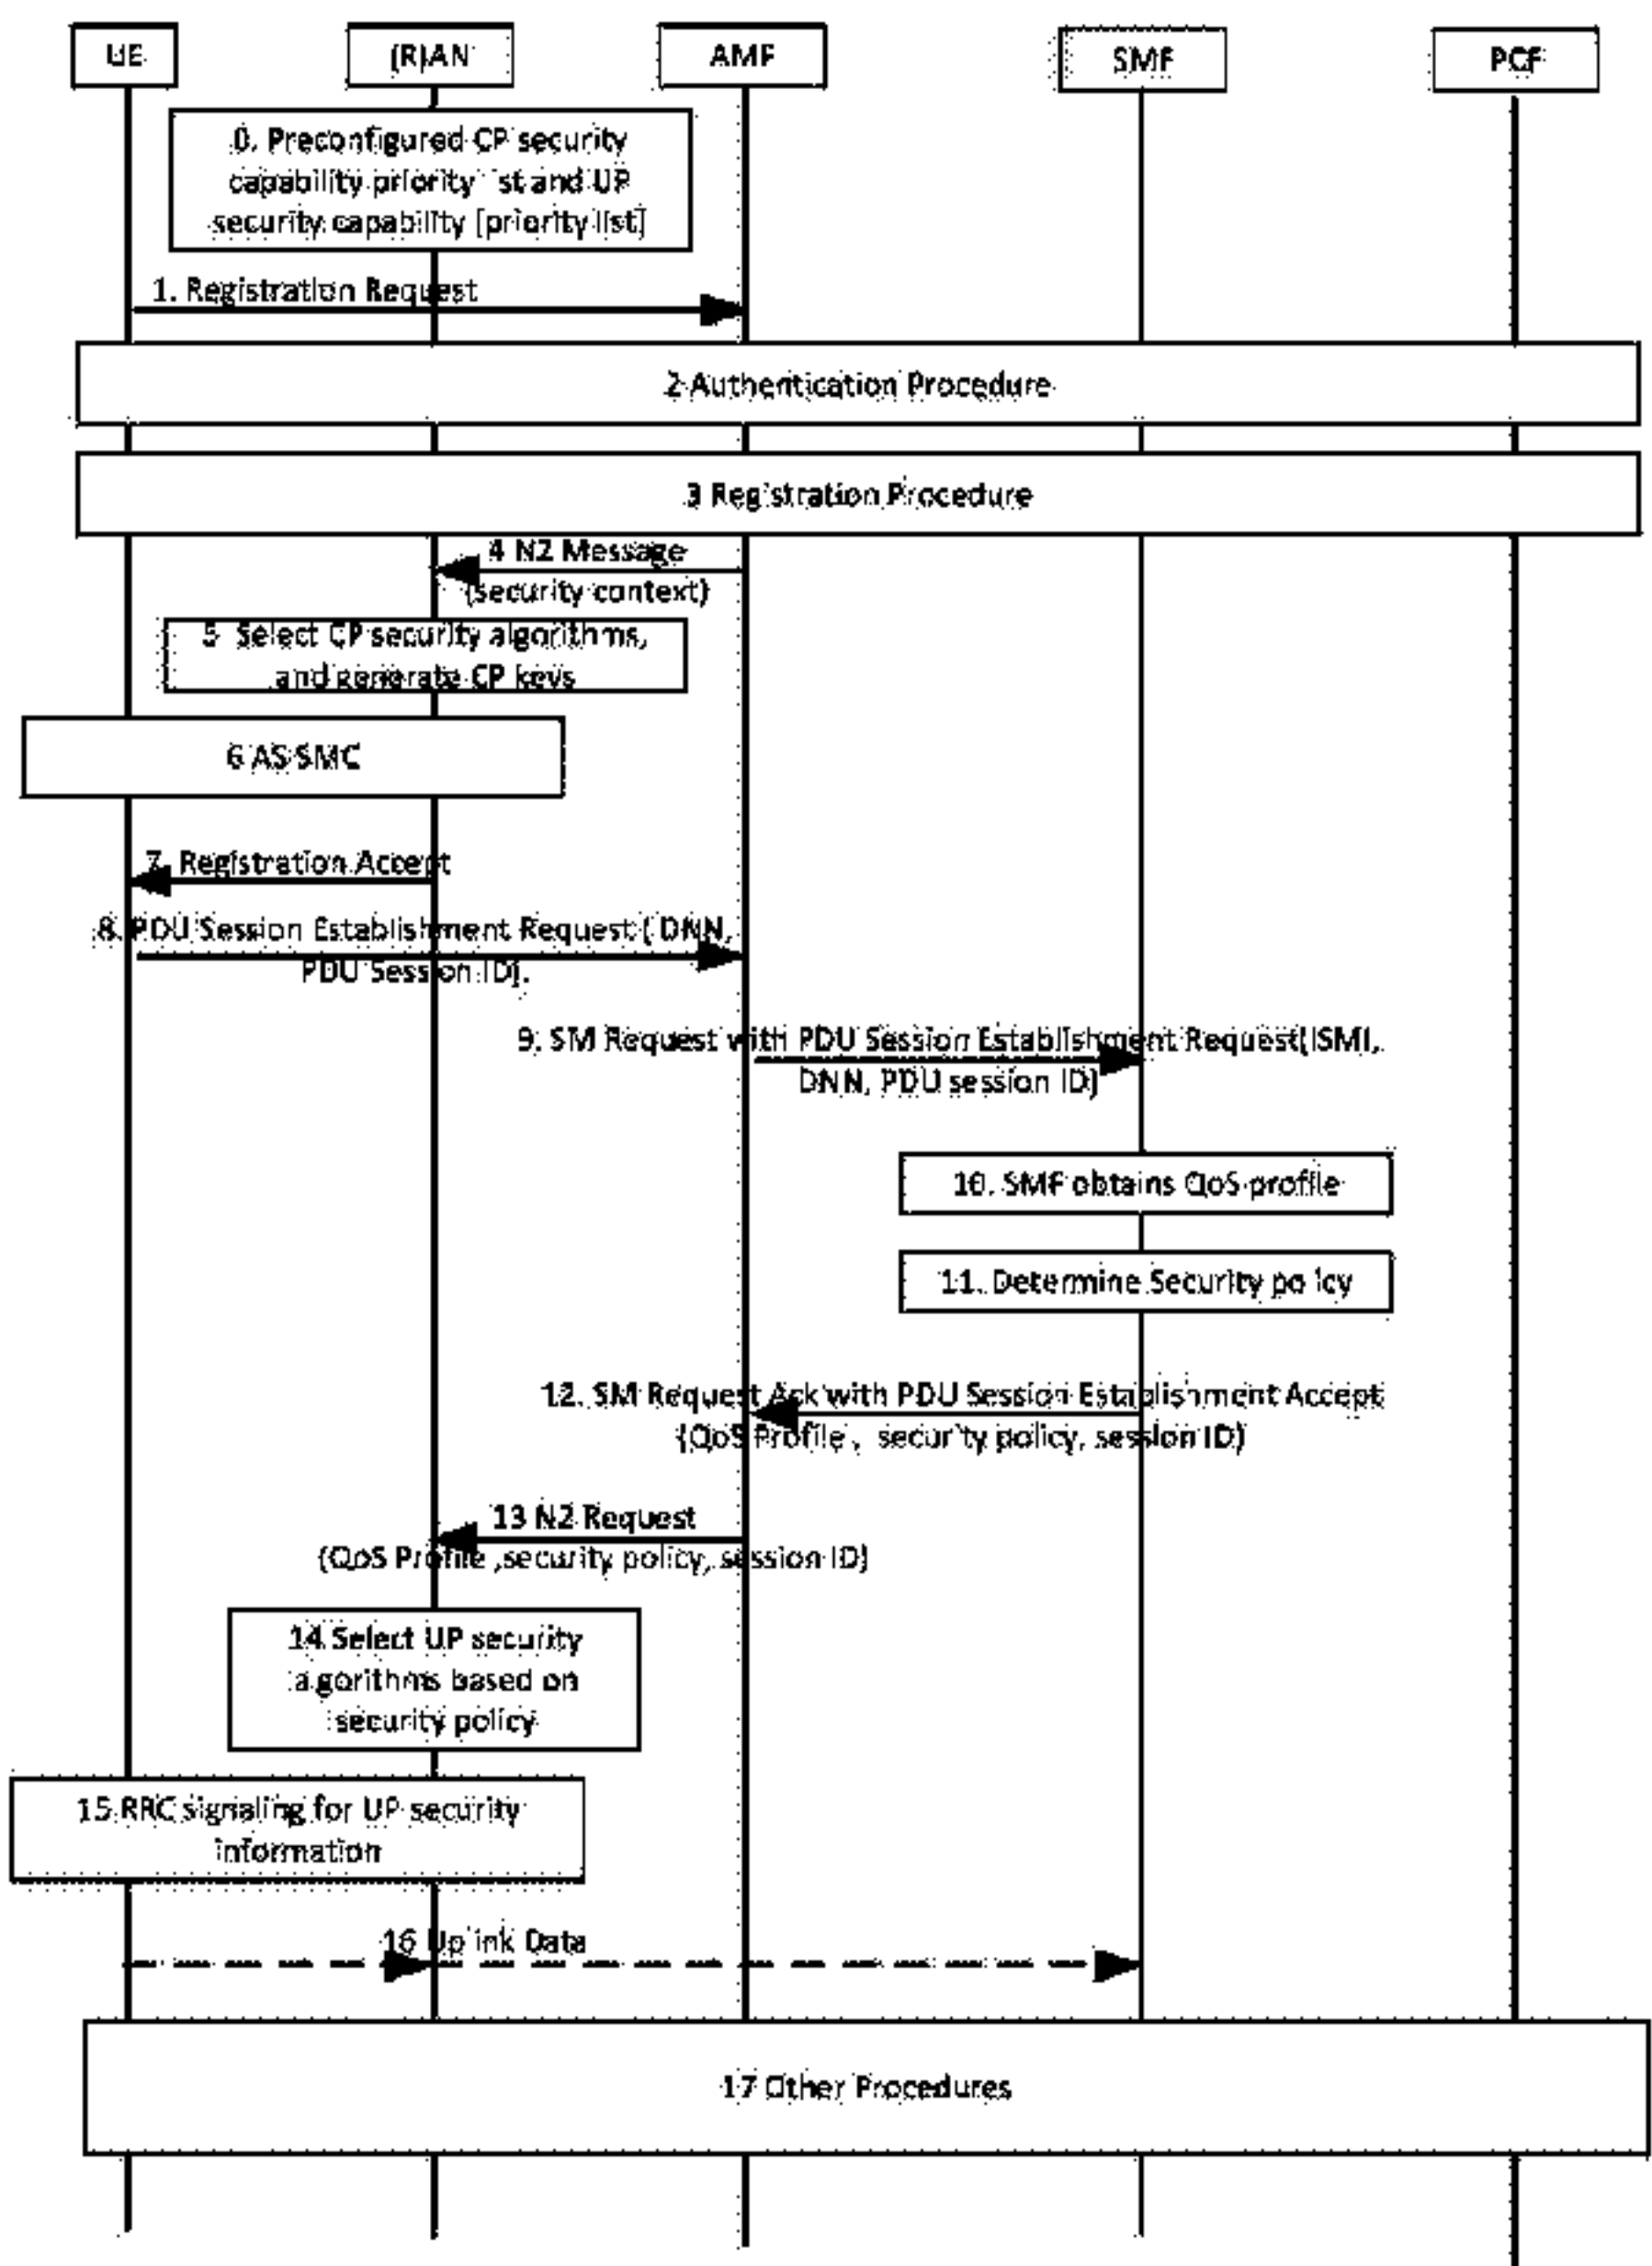 UE
(R)AN
AMF
SMF
PCF
0. Preconfigured CP security
capability priority list and UP
security capability [priority list]
1. Registration Request
2 Authentication Procedure
3 Registration Procedure
4 N2 Message
(security context)
5 Select CP security algorithms,
and generate CP keys
6 AS SMC
7. Registration Accept
8. PDU Session Establishment Request ( DNN,
PDU Session ID).
9. SM Request with PDU Session Establishment Request(ISMI,
DNN, PDU session ID)
10. SMF obtains QoS profile
11. Determine Security policy
12. SM Request Ack with PDU Session Establishment Accept
(QoS Profile , security policy, session ID)
13 N2 Request
(QoS Profile ,security policy, session ID)
14 Select UP security
algorithms based on
security policy
15 RRC signaling for UP security
information
16 Uplink Data
17 Other Procedures